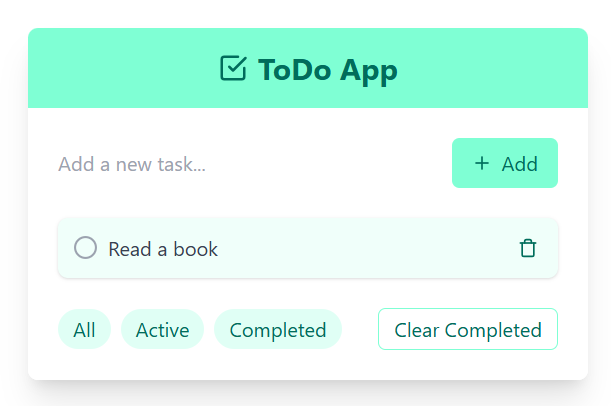 ToDo App
Add a new task...
Add
Read a book
All Active Completed Clear Completed